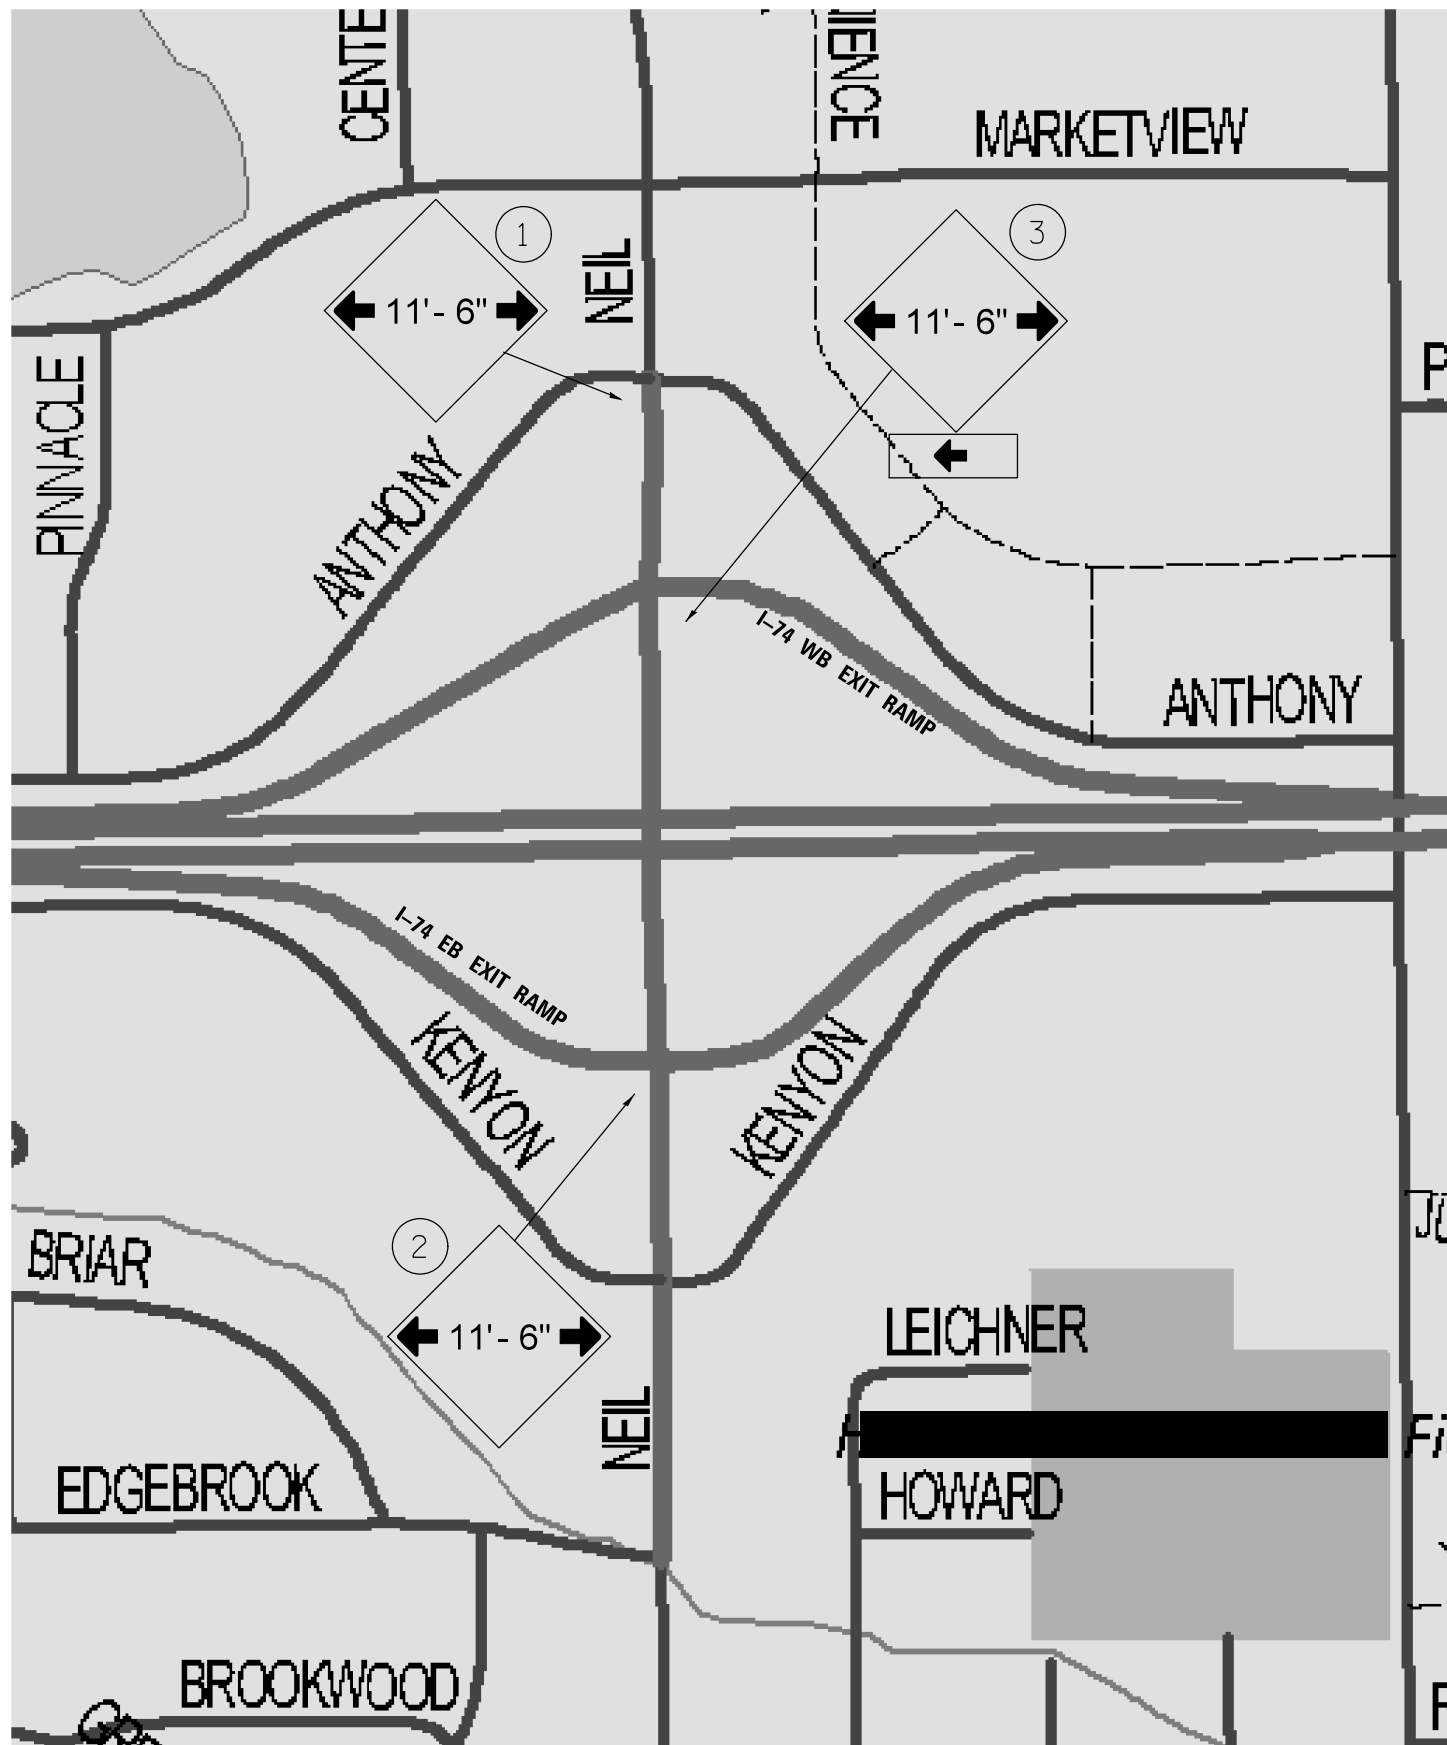 CENTE
IENCE
MARKETVIEW
1
NEIL
3
11'- 6"
11'- 6"
PINNACLE
P
ANTHONY
I-74 WB EXIT RAMP
ANTHONY
I-74 EB EXIT RAMP
KENYON
KENYON
2
BRIAR
11'- 6"
LEICHNER
NEIL
Fi
EDGEBROOK
HOWARD
BROOKWOOD